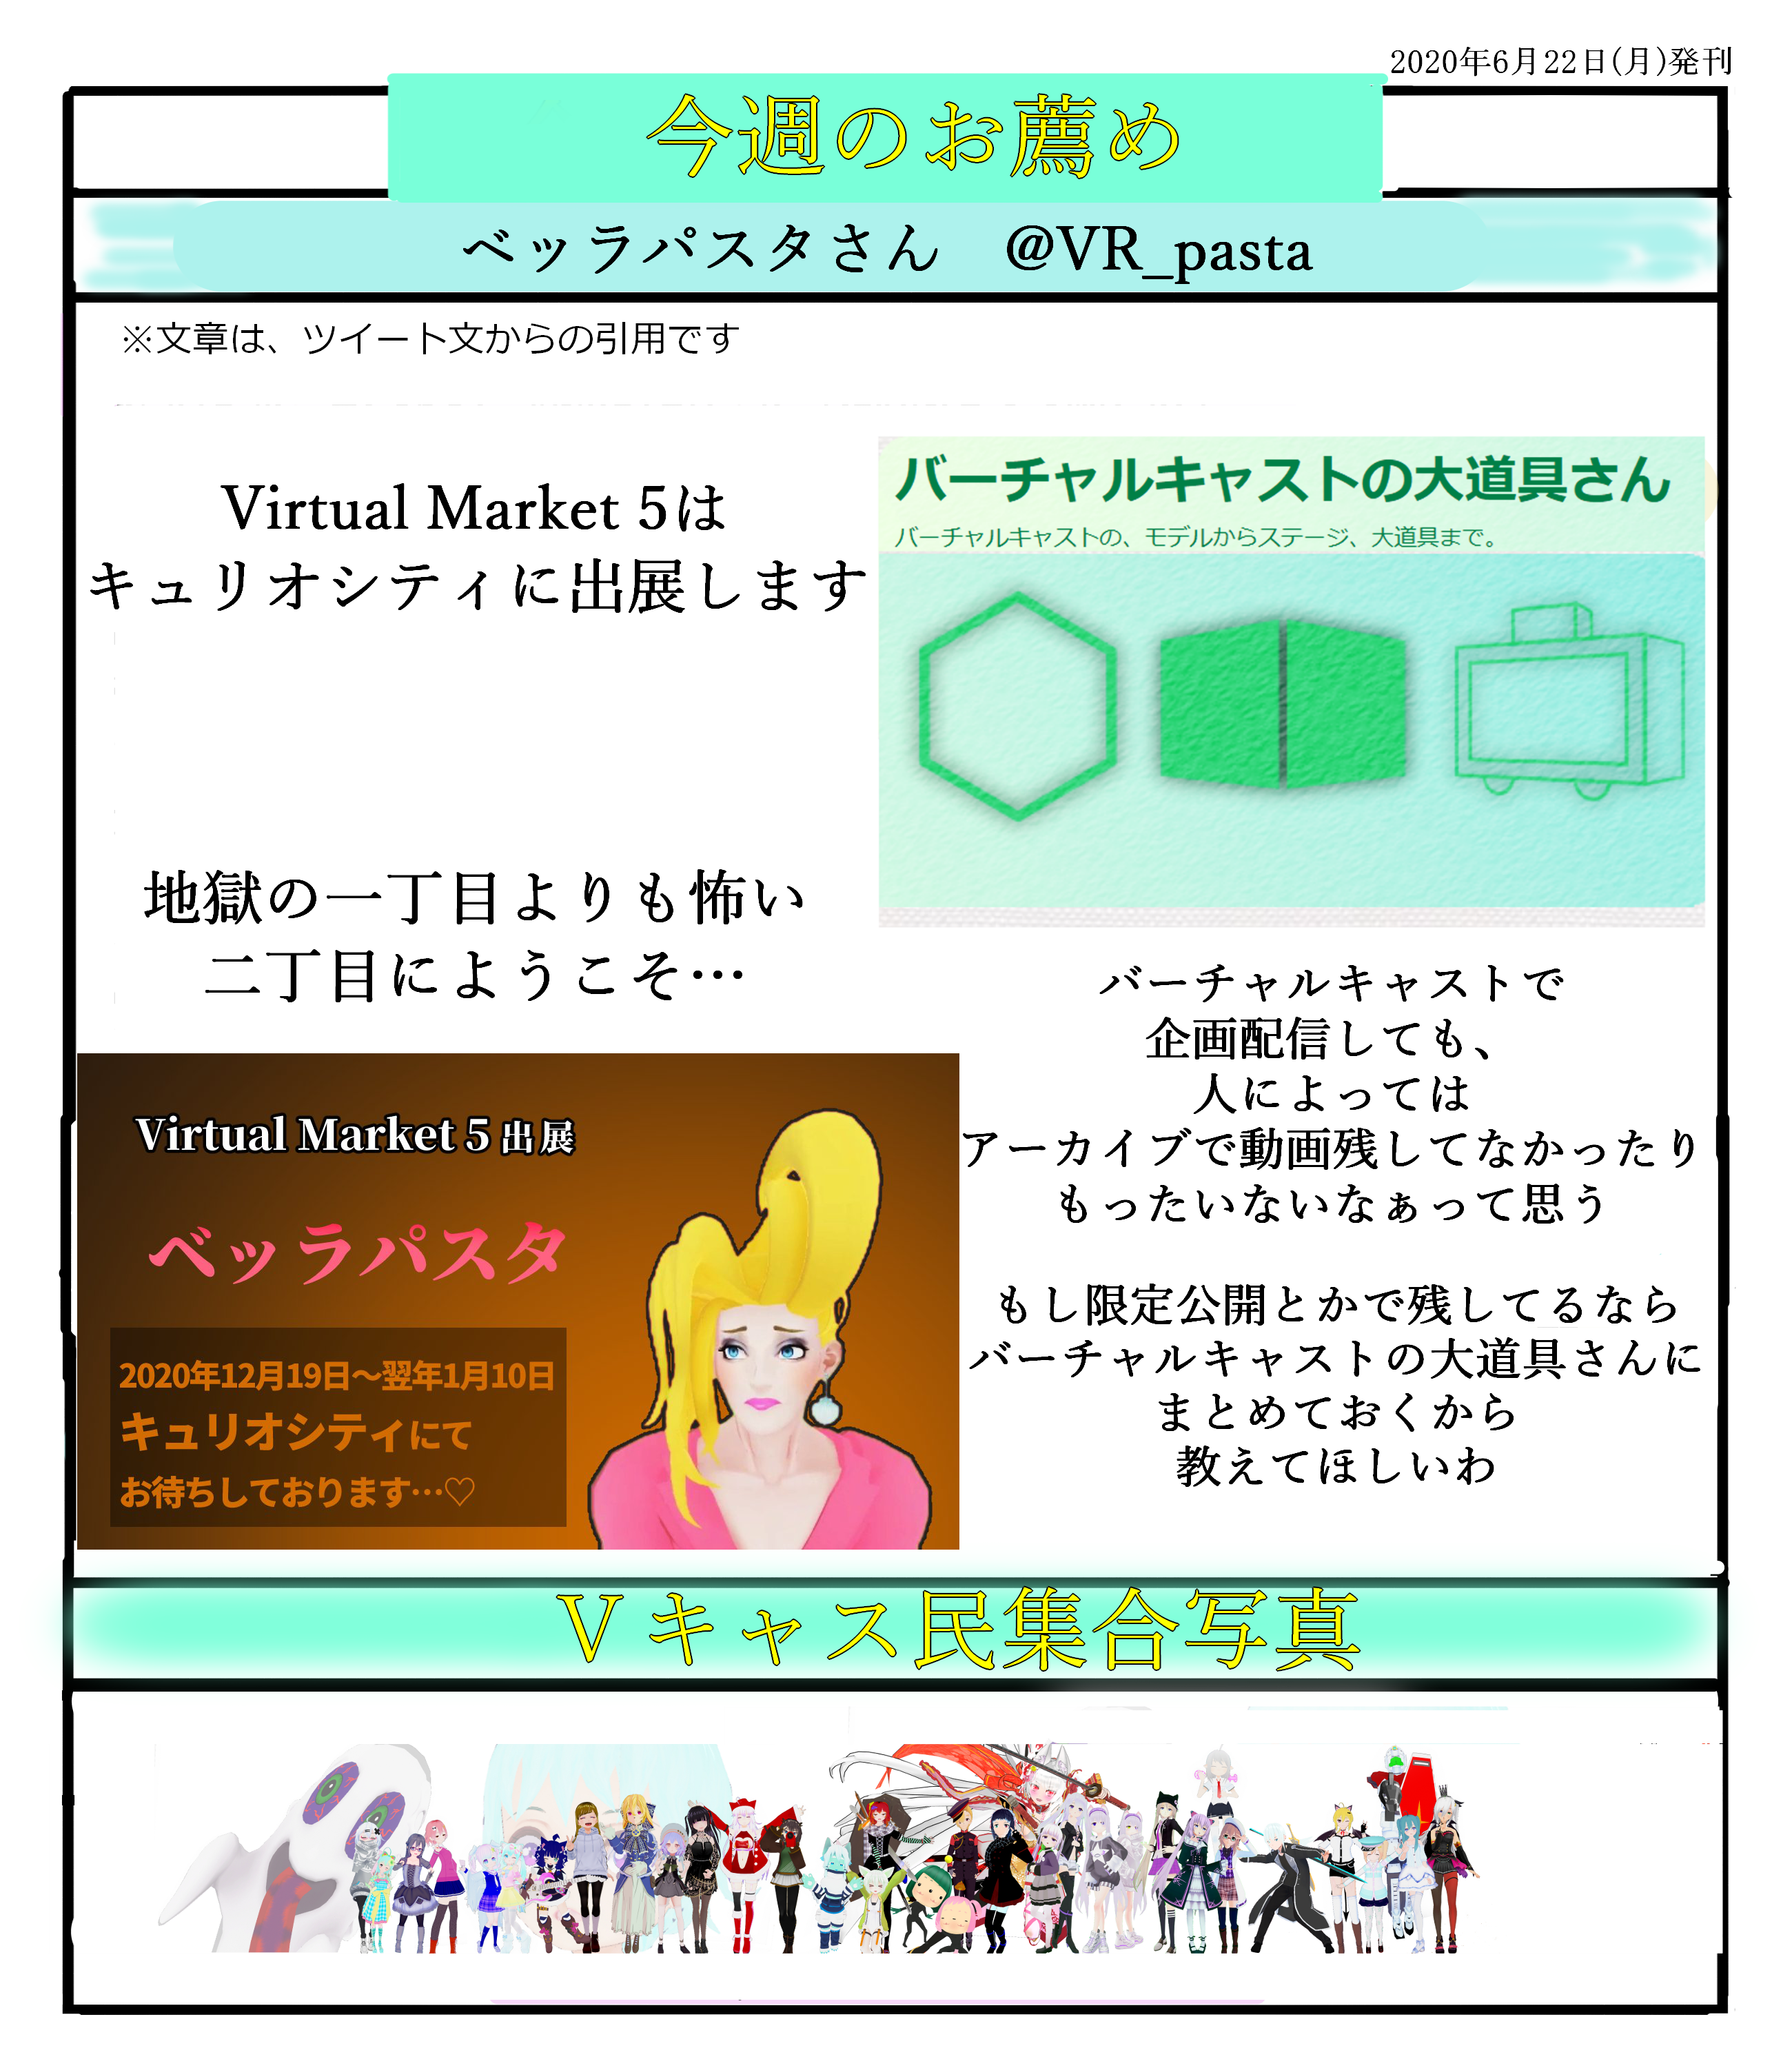 2020年6月22日(月)発刊
今週のお薦め
ベッラパスタさん　@VR_pasta
※文章は、ツイート文からの引用です
Virtual Market 5は
キュリオシティに出展します
バーチャルキャストの大道具さん
バーチャルキャストの、モデルからステージ、大道具まで。
地獄の一丁目よりも怖い
二丁目にようこそ…
バーチャルキャストで
企画配信しても、
人によっては
アーカイブで動画残してなかったり
もったいないなぁって思う
もし限定公開とかで残してるなら
バーチャルキャストの大道具さんに
まとめておくから
教えてほしいわ
Virtual Market 5 出展
ベッラパスタ
2020年12月19日～翌年1月10日
キュリオシティにて
お待ちしております…♡
Vキャス民集合写真